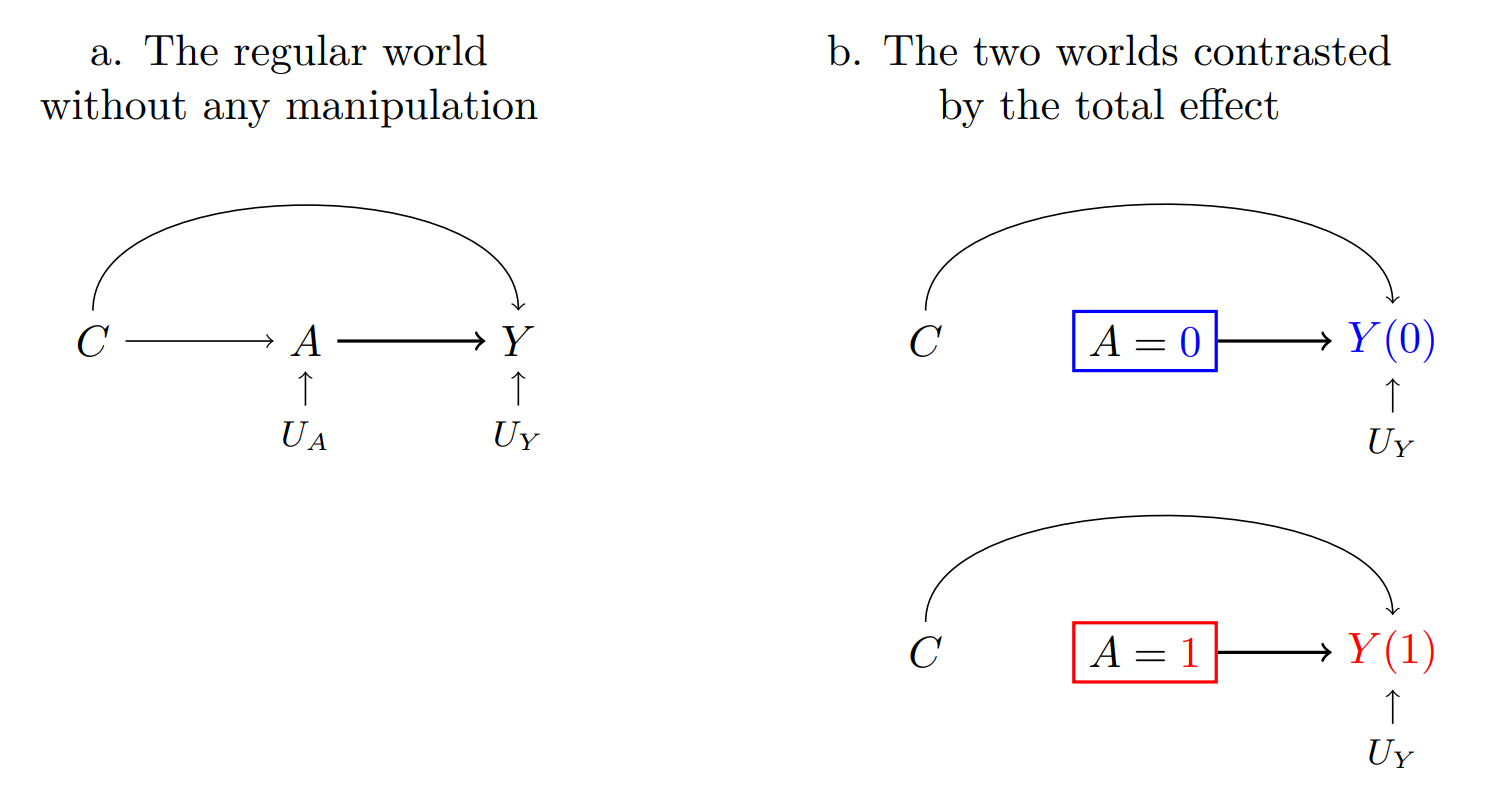 a. The regular world
without any manipulation
C A Y
U_A U_Y
b. The two worlds contrasted
by the total effect
C A = 0 Y(0)
U_Y
C A = 1 Y(1)
U_Y